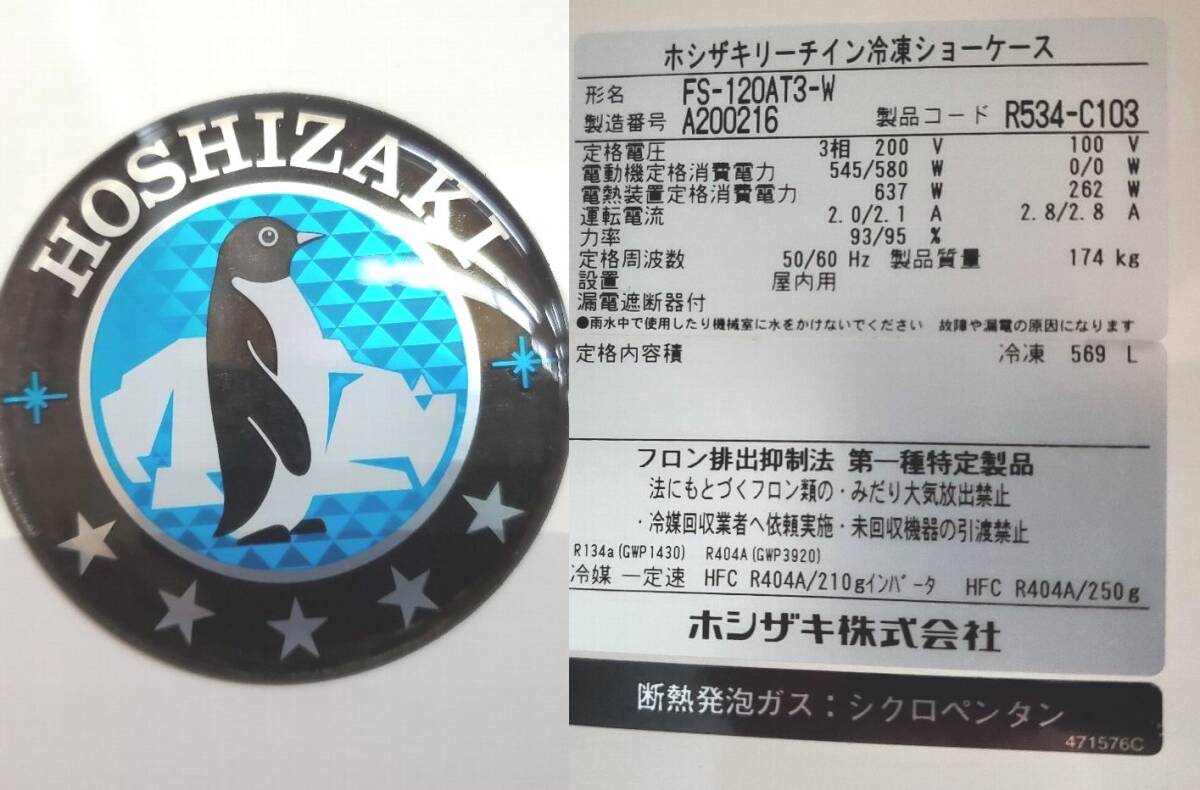 HOSHIZAKI
ホシザキリーチイン冷凍ショーケース
形名 FS-120AT3-W
製造番号 A200216 製品コード R534-C103
定格電圧 3相 200 V 100 V
電動機定格消費電力 545/580 W 0/0 W
電熱装置定格消費電力 637 W 262 W
運転電流 2.0/2.1 A 2.8/2.8 A
力率 93/95 %
定格周波数 50/60 Hz 製品質量 174 kg
設置 屋内用
漏電遮断器付
●雨水中で使用したり機械室に水をかけないでください 故障や漏電の原因になります
定格内容積 冷凍 569 L
フロン排出抑制法 第一種特定製品
法にもとづくフロン類の・みだり大気放出禁止
・冷媒回収業者へ依頼実施・未回収機器の引渡禁止
R134a(GWP1430) R404A(GWP3920)
冷媒 一定速 HFC R404A/210gインバータ HFC R404A/250g
ホシザキ株式会社
断熱発泡ガス：シクロペンタン
471576C